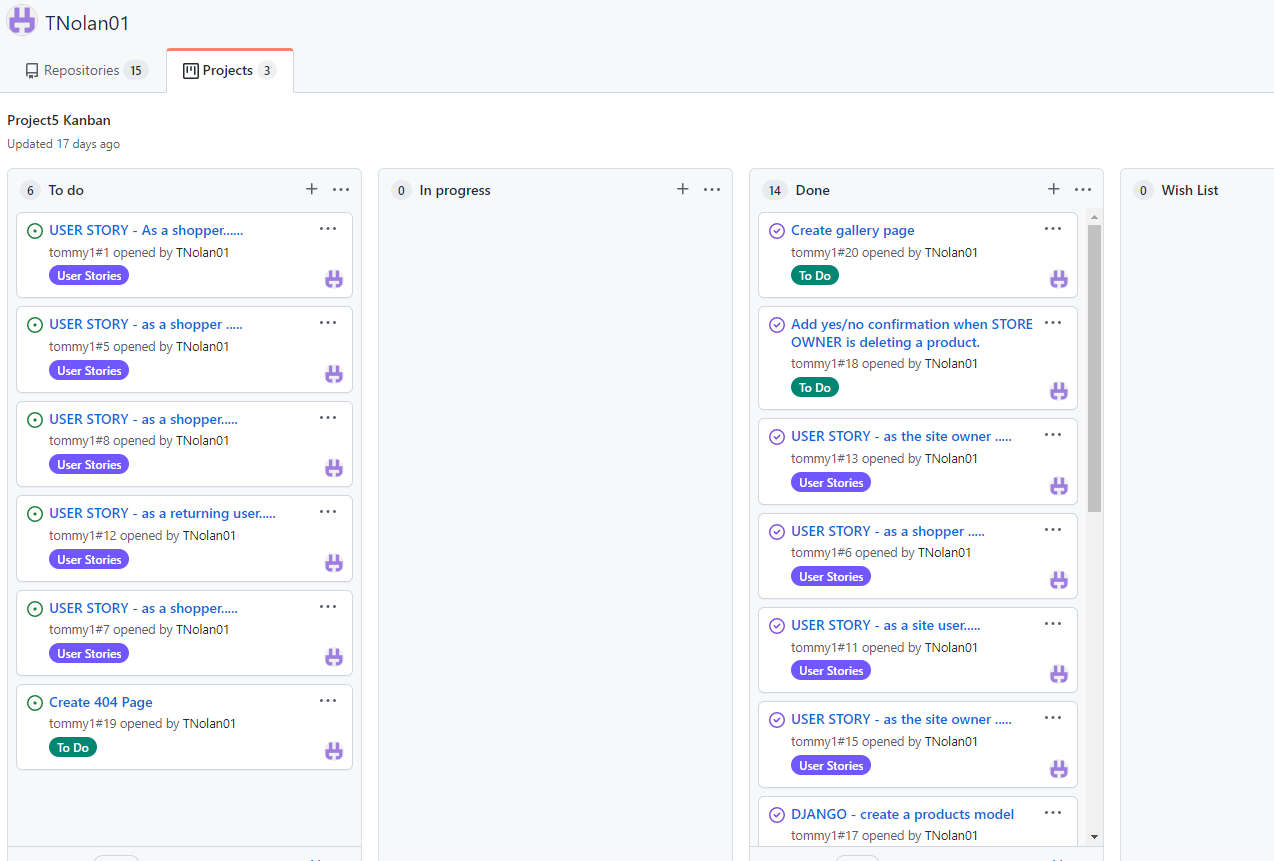 TNolan01
Repositories 15
Projects 3
Project5 Kanban
Updated 17 days ago
6 To do
USER STORY - As a shopper......
tommy1#1 opened by TNolan01
User Stories
USER STORY - as a shopper .....
tommy1#5 opened by TNolan01
User Stories
USER STORY - as a shopper.....
tommy1#8 opened by TNolan01
User Stories
USER STORY - as a returning user.....
tommy1#12 opened by TNolan01
User Stories
USER STORY - as a shopper.....
tommy1#7 opened by TNolan01
User Stories
Create 404 Page
tommy1#19 opened by TNolan01
To Do
0 In progress
14 Done
Create gallery page
tommy1#20 opened by TNolan01
To Do
Add yes/no confirmation when STORE
OWNER is deleting a product.
tommy1#18 opened by TNolan01
To Do
USER STORY - as the site owner .....
tommy1#13 opened by TNolan01
User Stories
USER STORY - as a shopper .....
tommy1#6 opened by TNolan01
User Stories
USER STORY - as a site user.....
tommy1#11 opened by TNolan01
User Stories
USER STORY - as the site owner .....
tommy1#15 opened by TNolan01
User Stories
DJANGO - create a products model
tommy1#17 opened by TNolan01
0 Wish List